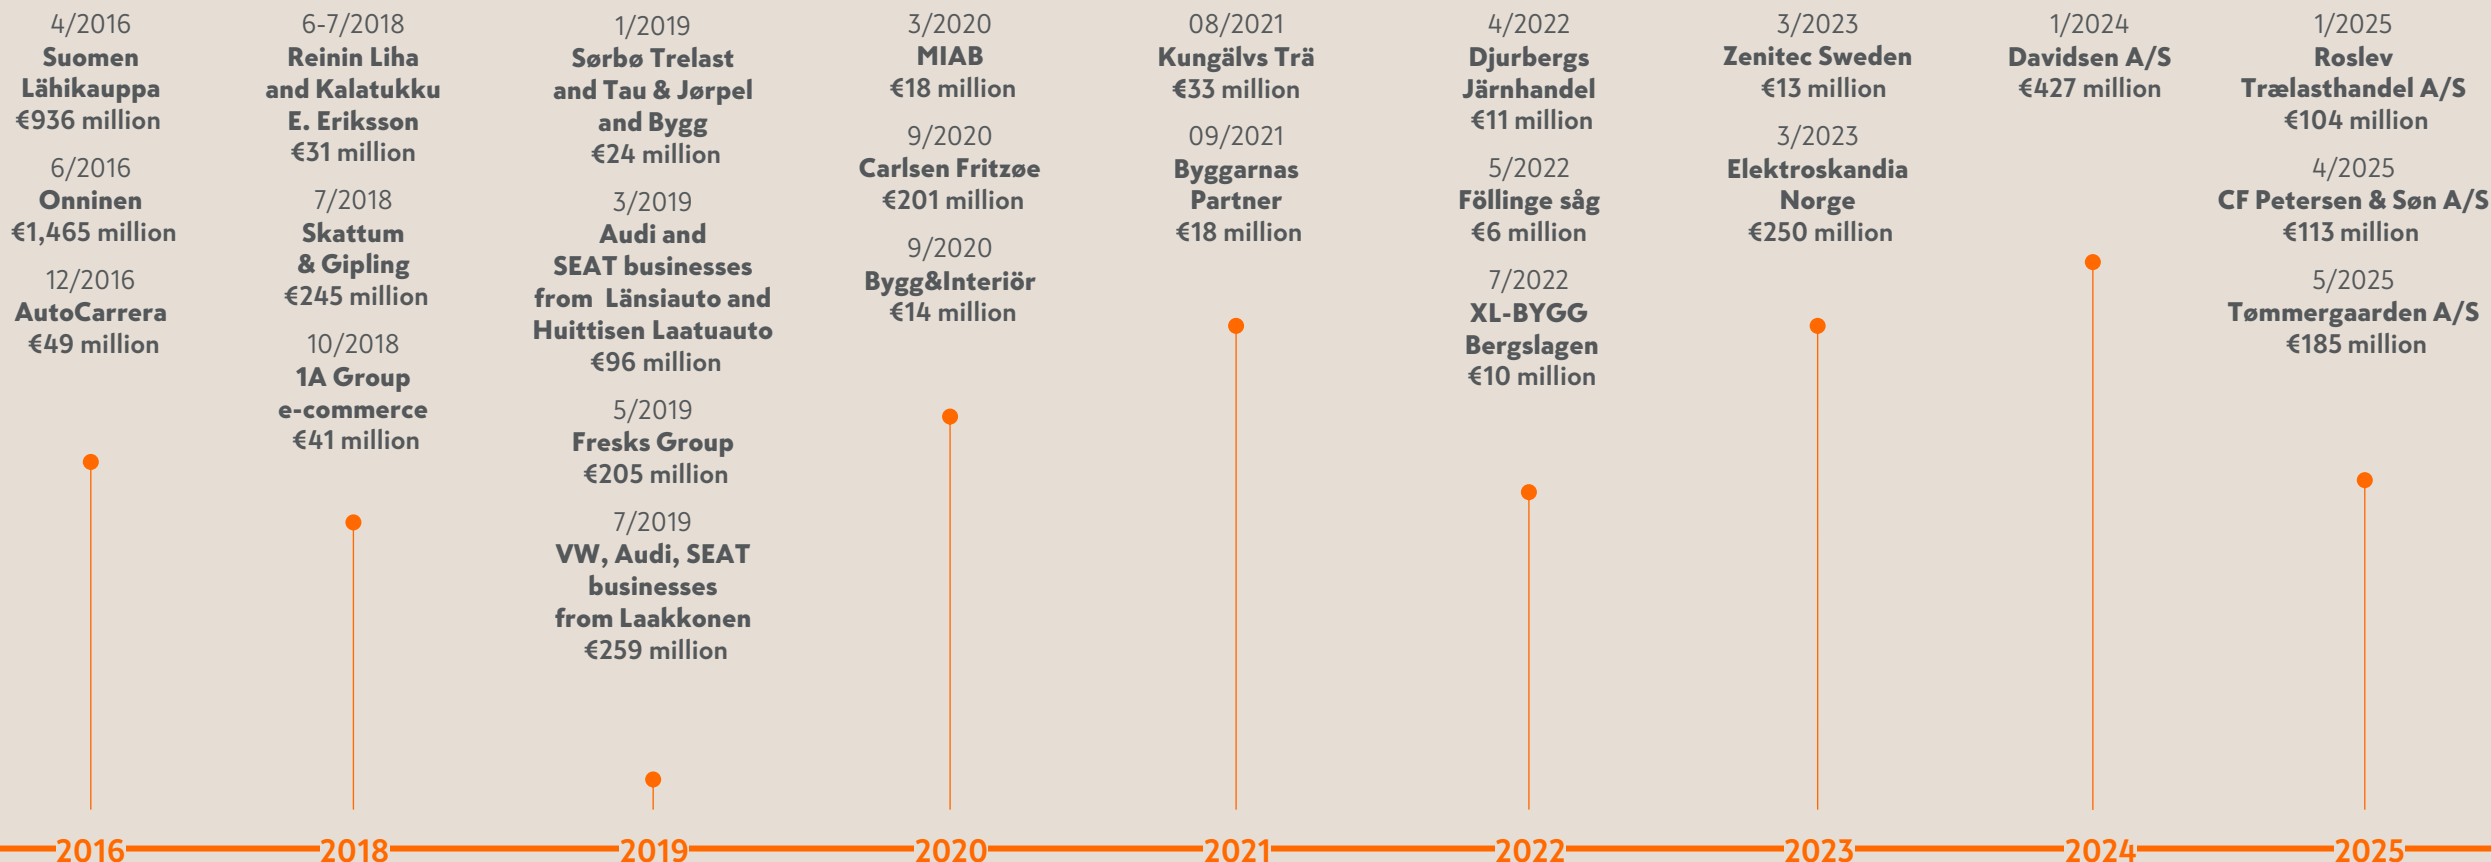 4/2016
Suomen
Lähikauppa
€936 million
6/2016
Onninen
€1,465 million
12/2016
AutoCarrera
€49 million
6-7/2018
Reinin Liha
and Kalatukku
E. Eriksson
€31 million
7/2018
Skattum
& Gipling
€245 million
10/2018
1A Group
e-commerce
€41 million
1/2019
Sørbø Trelast
and Tau & Jørpel
and Bygg
€24 million
3/2019
Audi and
SEAT businesses
from Länsiauto and
Huittisen Laatuauto
€96 million
5/2019
Fresks Group
€205 million
7/2019
VW, Audi, SEAT
businesses
from Laakkonen
€259 million
3/2020
MIAB
€18 million
9/2020
Carlsen Fritzøe
€201 million
9/2020
Bygg&Interiör
€14 million
08/2021
Kungälvs Trä
€33 million
09/2021
Byggarnas
Partner
€18 million
4/2022
Djurbergs
Järnhandel
€11 million
5/2022
Föllinge såg
€6 million
7/2022
XL-BYGG
Bergslagen
€10 million
3/2023
Zenitec Sweden
€13 million
3/2023
Elektroskandia
Norge
€250 million
1/2024
Davidsen A/S
€427 million
1/2025
Roslev
Trælasthandel A/S
€104 million
4/2025
CF Petersen & Søn A/S
€113 million
5/2025
Tømmergaarden A/S
€185 million
2016
2018
2019
2020
2021
2022
2023
2024
2025